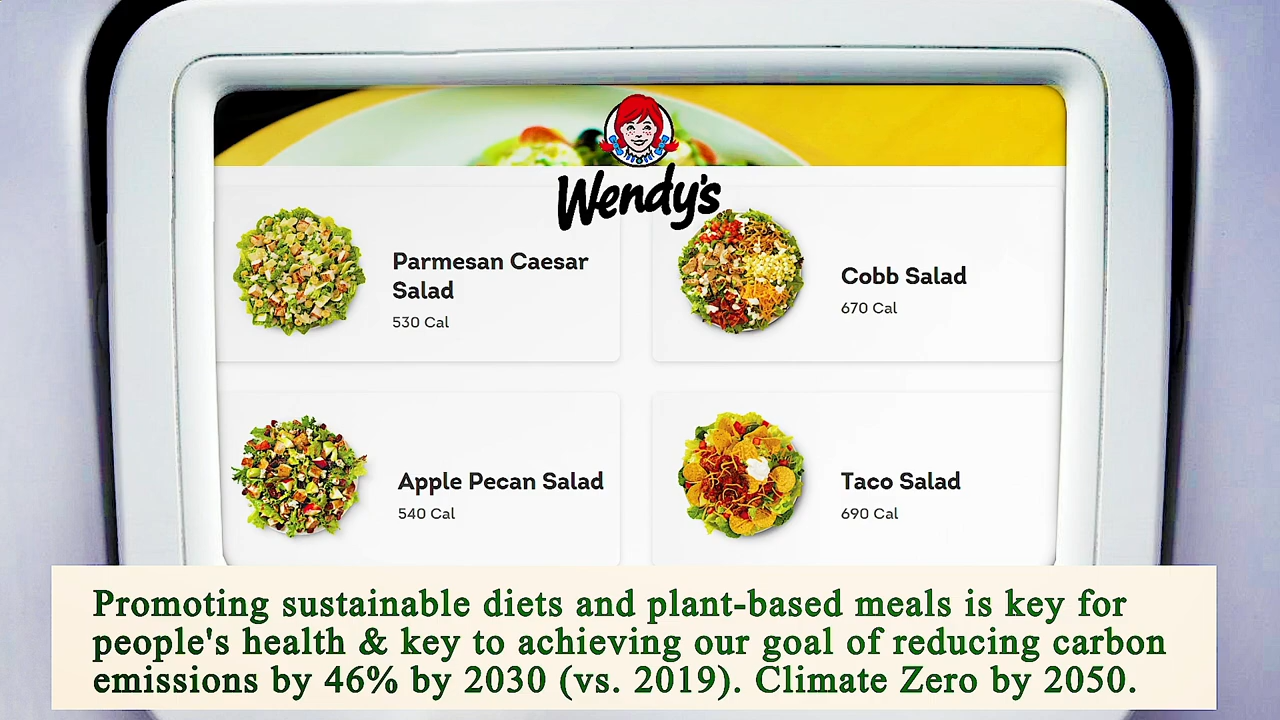 Wendy's
Parmesan Caesar
Salad
530 Cal
Cobb Salad
670 Cal
Apple Pecan Salad
540 Cal
Taco Salad
690 Cal
Promoting sustainable diets and plant-based meals is key for
people's health & key to achieving our goal of reducing carbon
emissions by 46% by 2030 (vs. 2019). Climate Zero by 2050.